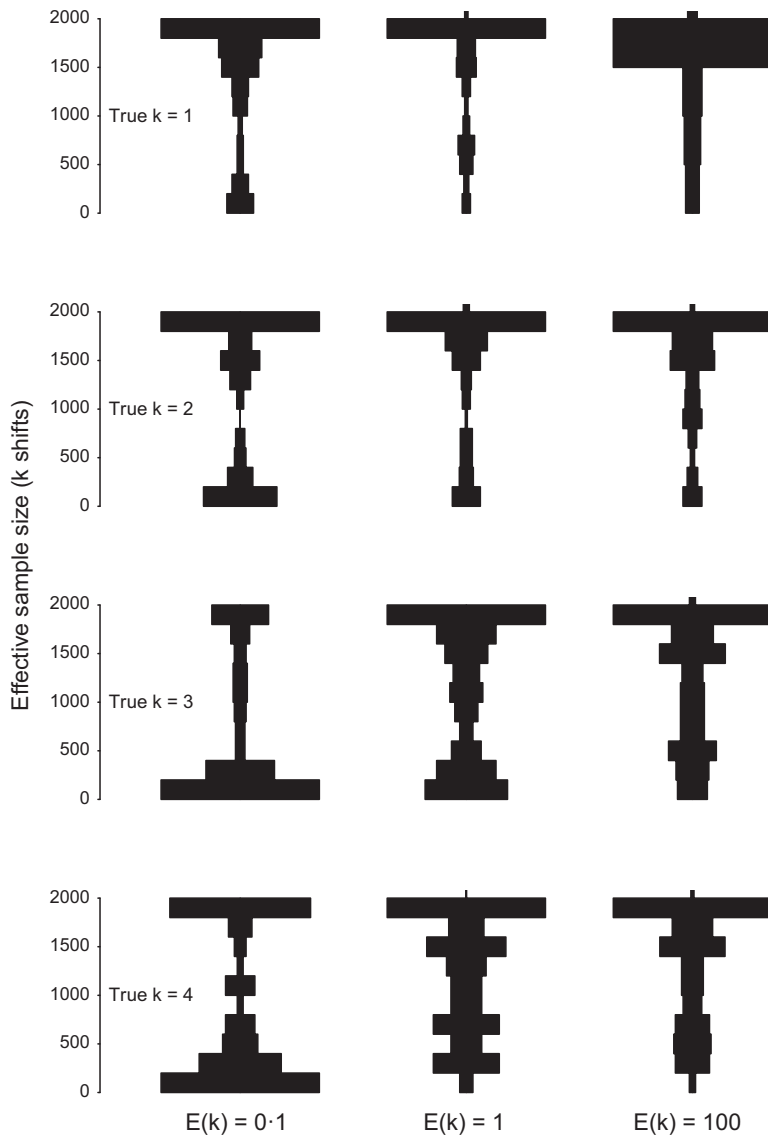 Effective sample size (k shifts)
2000
1500
1000
500
0
True k = 1
2000
1500
1000
500
0
True k = 2
2000
1500
1000
500
0
True k = 3
2000
1500
1000
500
0
True k = 4
E(k) = 0·1
E(k) = 1
E(k) = 100